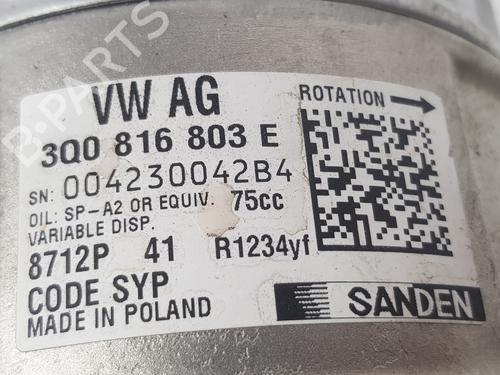 B-PARTS
VW AG
ROTATION
3Q0 816 803 E
SN: 004230042B4
OIL: SP-A2 OR EQUIV. 75cc
VARIABLE DISP.
8712P 41 R1234yf
CODE SYP
MADE IN POLAND
SANDEN